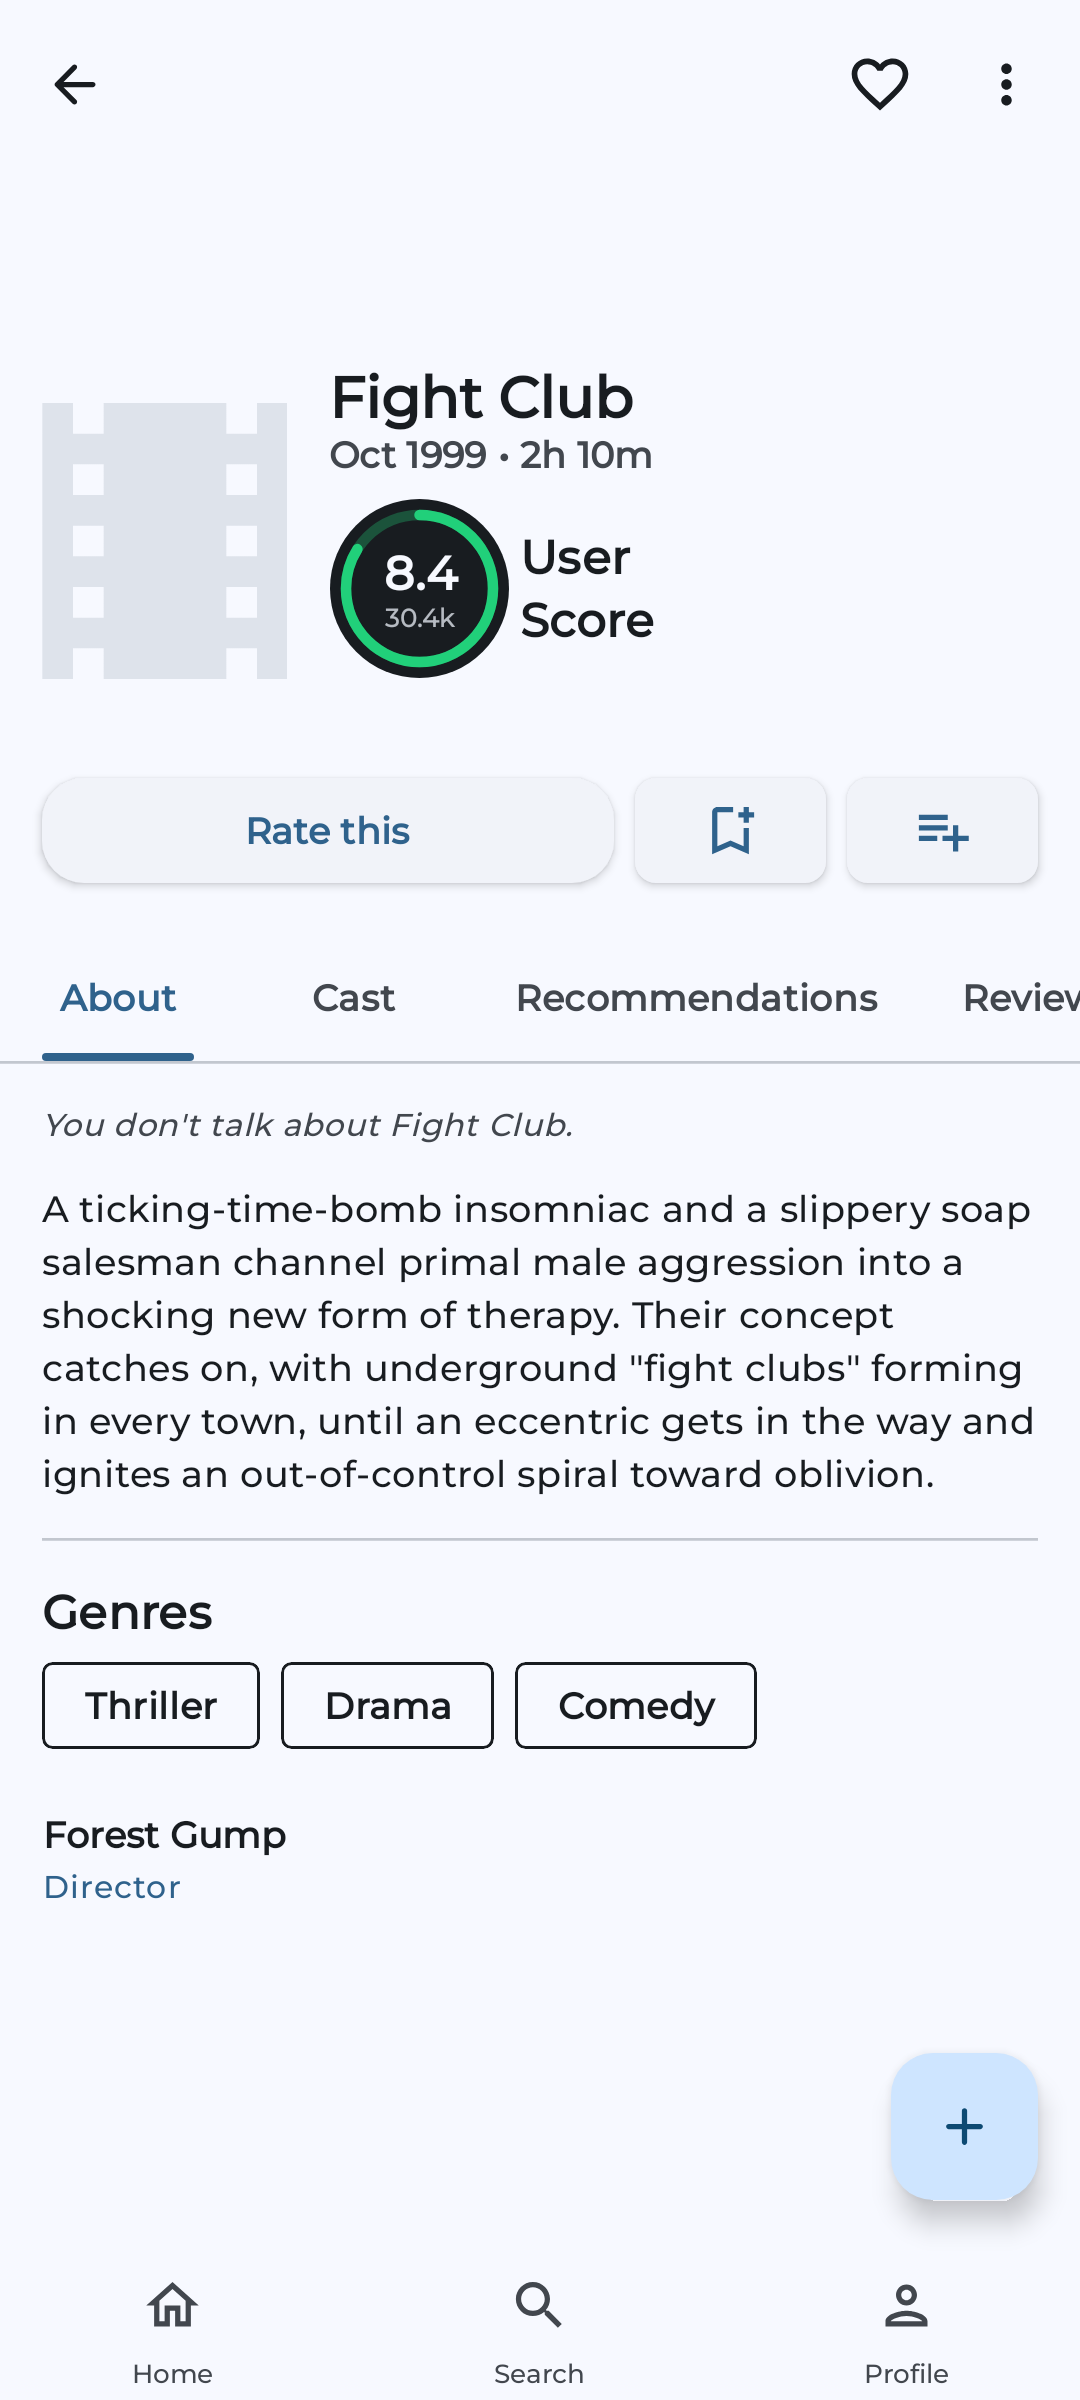 Fight Club
Oct 1999 • 2h 10m
8.4
30.4k
User
Score
Rate this
About
Cast
Recommendations
Review
You don't talk about Fight Club.
A ticking-time-bomb insomniac and a slippery soap
salesman channel primal male aggression into a
shocking new form of therapy. Their concept
catches on, with underground "fight clubs" forming
in every town, until an eccentric gets in the way and
ignites an out-of-control spiral toward oblivion.
Genres
Thriller
Drama
Comedy
Forest Gump
Director
Home
Search
Profile